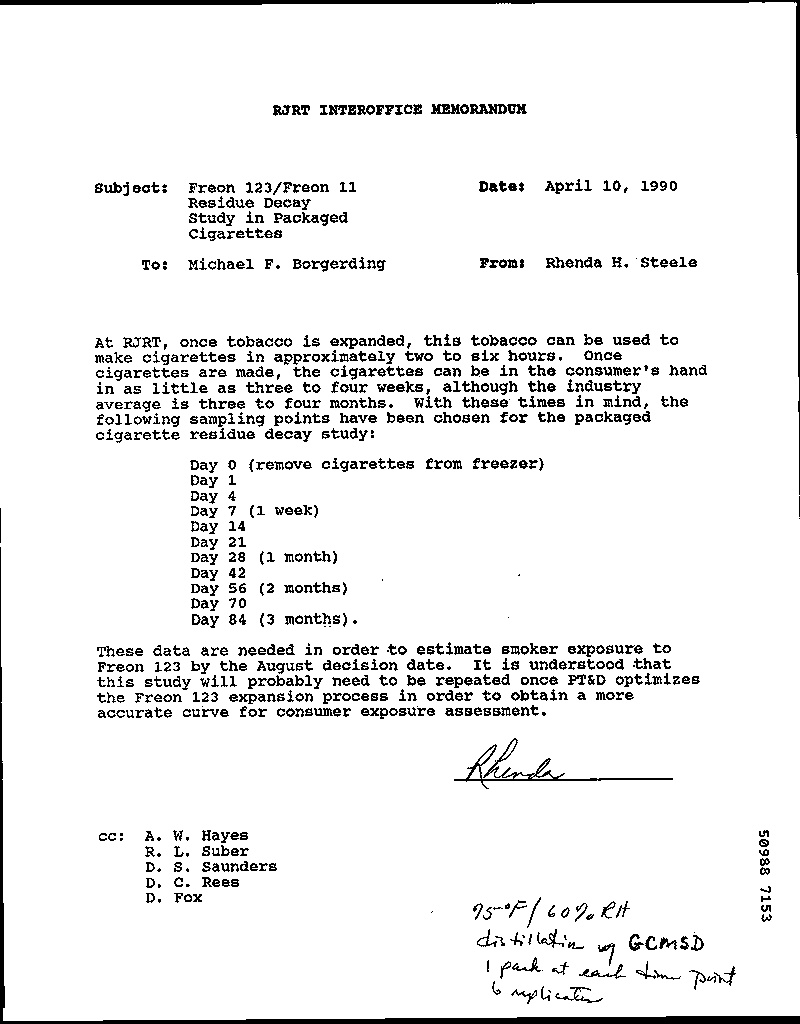 RJRT INTEROFFICE MEMORANDUM
Subject: Freon 123/Freon 11 Date: April 10, 1990
Residue Decay
Study in Packaged
Cigarettes
To: Michael F. Borgerding From: Rhenda H. Steele
At RJRT, once tobacco is expanded, this tobacco can be used to
make cigarettes in approximately two to six hours. Once
cigarettes are made, the cigarettes can be in the consumer's hand
in as little as three to four weeks, although the industry
average is three to four months. With these times in mind, the
following sampling points have been chosen for the packaged
cigarette residue decay study:
Day 0 (remove cigarettes from freezer)
Day 1
Day 4
Day 7 (1 week)
Day 14
Day 21
Day 28 (1 month)
Day 42
Day 56 (2 months)
Day 70
Day 84 (3 months).
These data are needed in order to estimate smoker exposure to
Freon 123 by the August decision date. It is understood that
this study will probably need to be repeated once PT&D optimizes
the Freon 123 expansion process in order to obtain a more
accurate curve for consumer exposure assessment.
Rhenda
cc: A. W. Hayes
R. L. Suber
D. S. Saunders
D. C. Rees
D. Fox
50988 7153
75°F/60% RH
distillation w/ GCMSD
1 pack at each time point
6 replicates